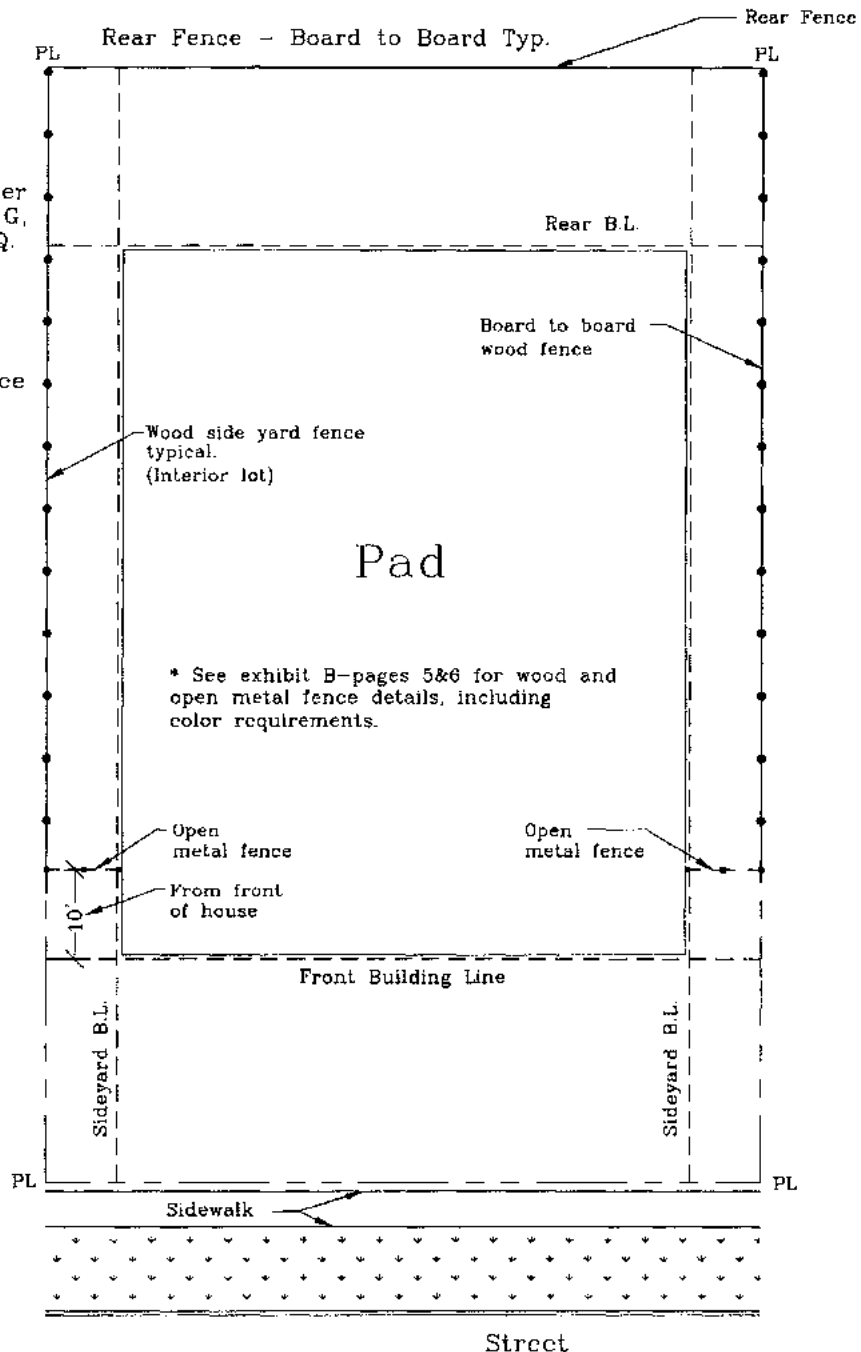 Rear Fence
Rear Fence - Board to Board Typ.
PL
PL
er
G,
Q.
Rear B.L.
Board to board
wood fence
ce
Wood side yard fence
typical.
(Interior lot)
Pad
* See exhibit B-pages 5&6 for wood and
open metal fence details, including
color requirements.
Open
metal fence
Open
metal fence
From front
of house
10'
Front Building Line
Sideyard B.L.
Sideyard B.L.
PL
PL
Sidewalk
Street